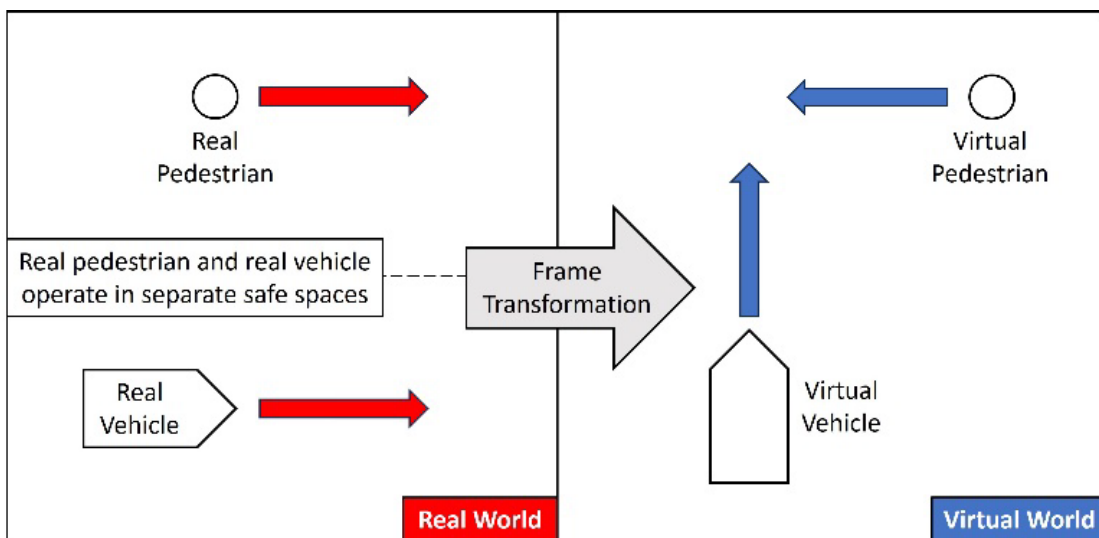 Real
Pedestrian
Real pedestrian and real vehicle
operate in separate safe spaces
Real
Vehicle
Real World
Frame
Transformation
Virtual
Pedestrian
Virtual
Vehicle
Virtual World